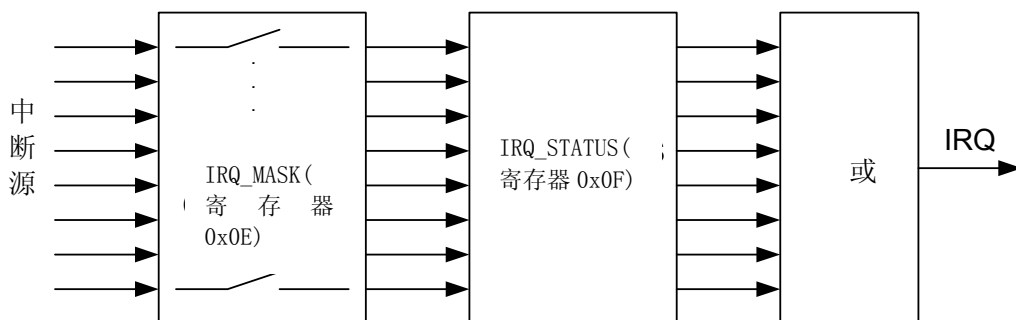 中
断
源
IRQ_MASK(
(寄 存 器
0x0E)
IRQ_STATUS(
寄存器 0x0F)
或
IRQ